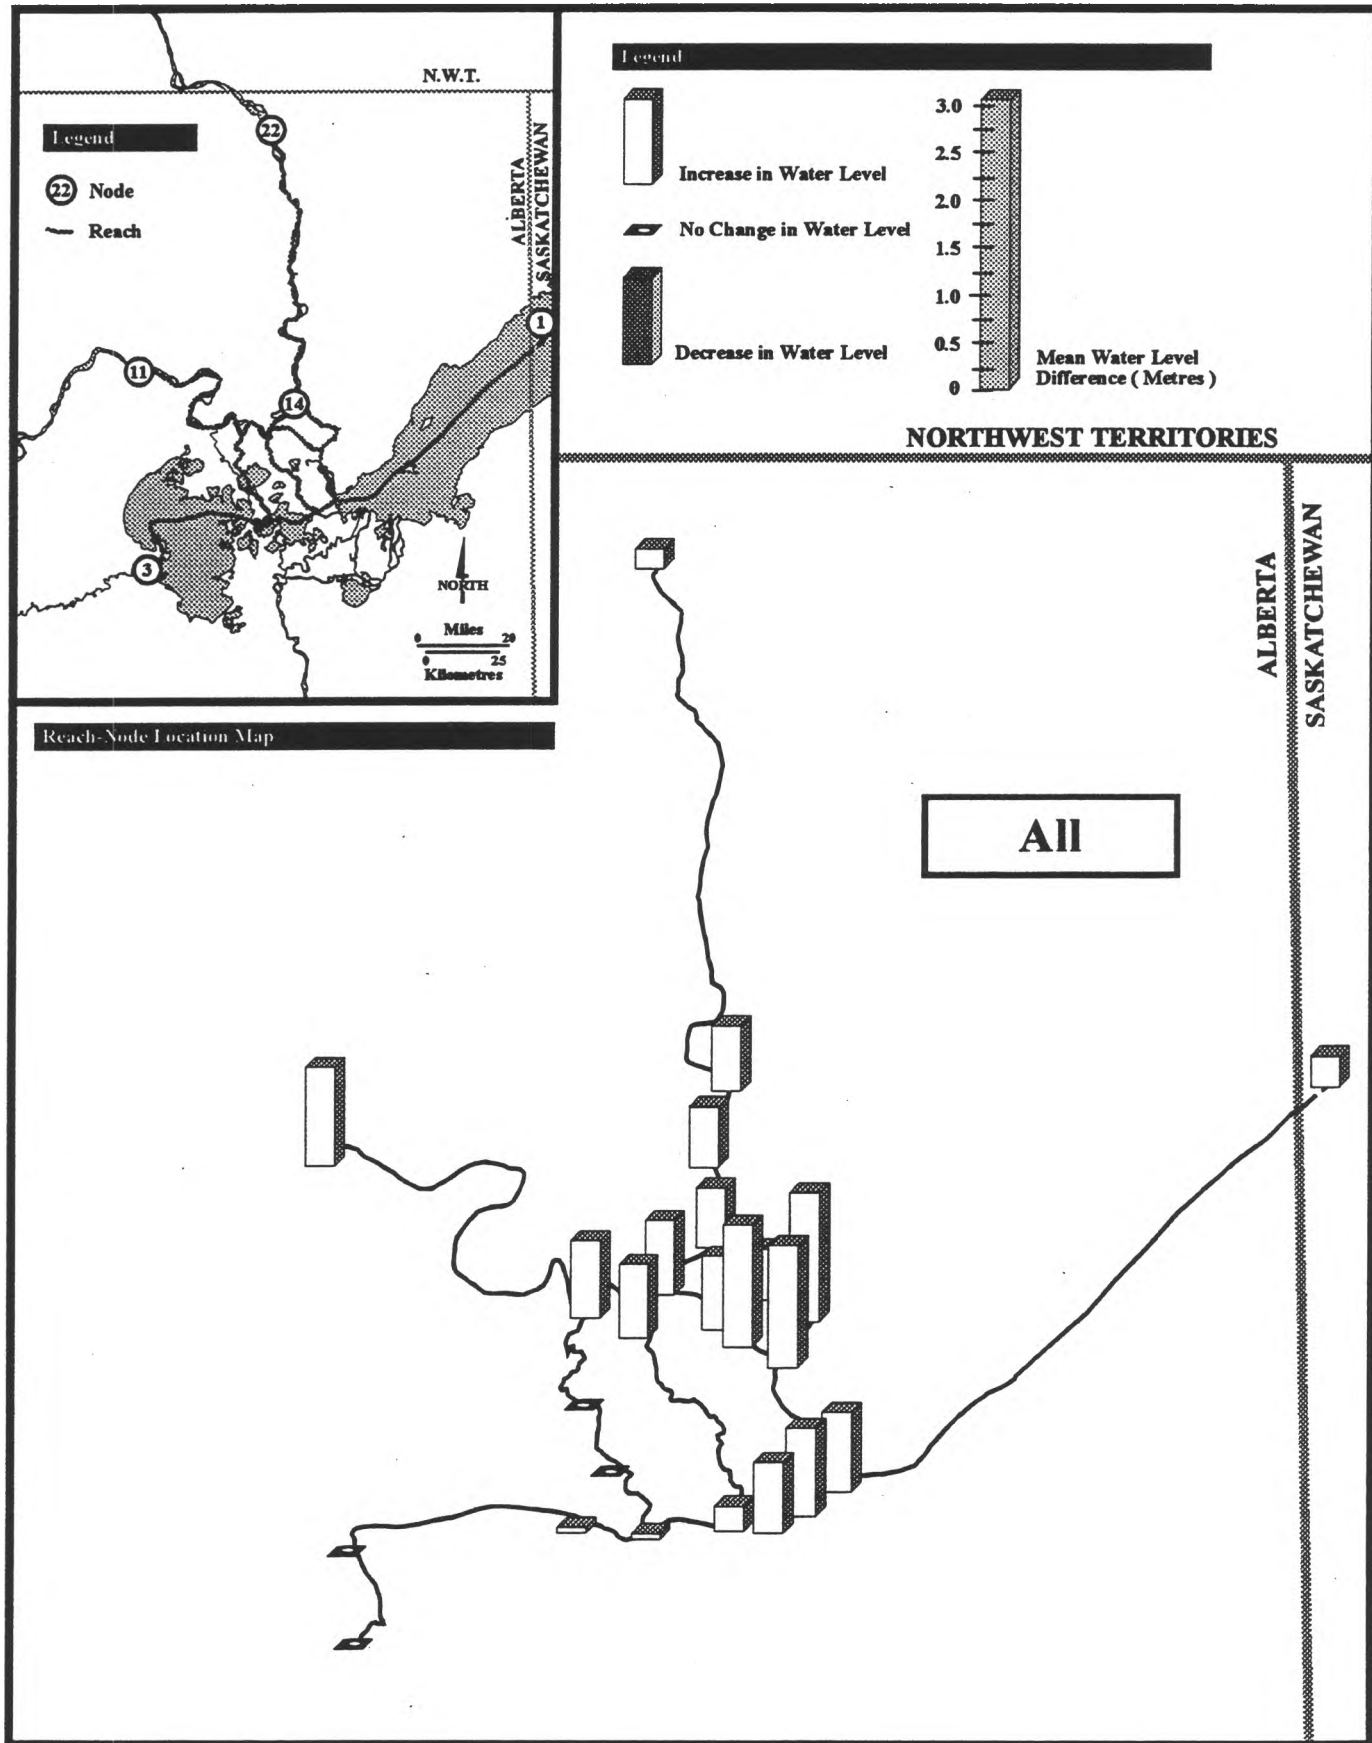 N.W.T.
Legend
22
22 Node
Reach
ALBERTA
SASKATCHEWAN
1
11
14
3
NORTH
Miles
0 20
0 25
Kilometres
Reach-Node Location Map
Legend
Increase in Water Level
No Change in Water Level
Decrease in Water Level
3.0
2.5
2.0
1.5
1.0
0.5
0
Mean Water Level
Difference ( Metres )
NORTHWEST TERRITORIES
ALBERTA
SASKATCHEWAN
All